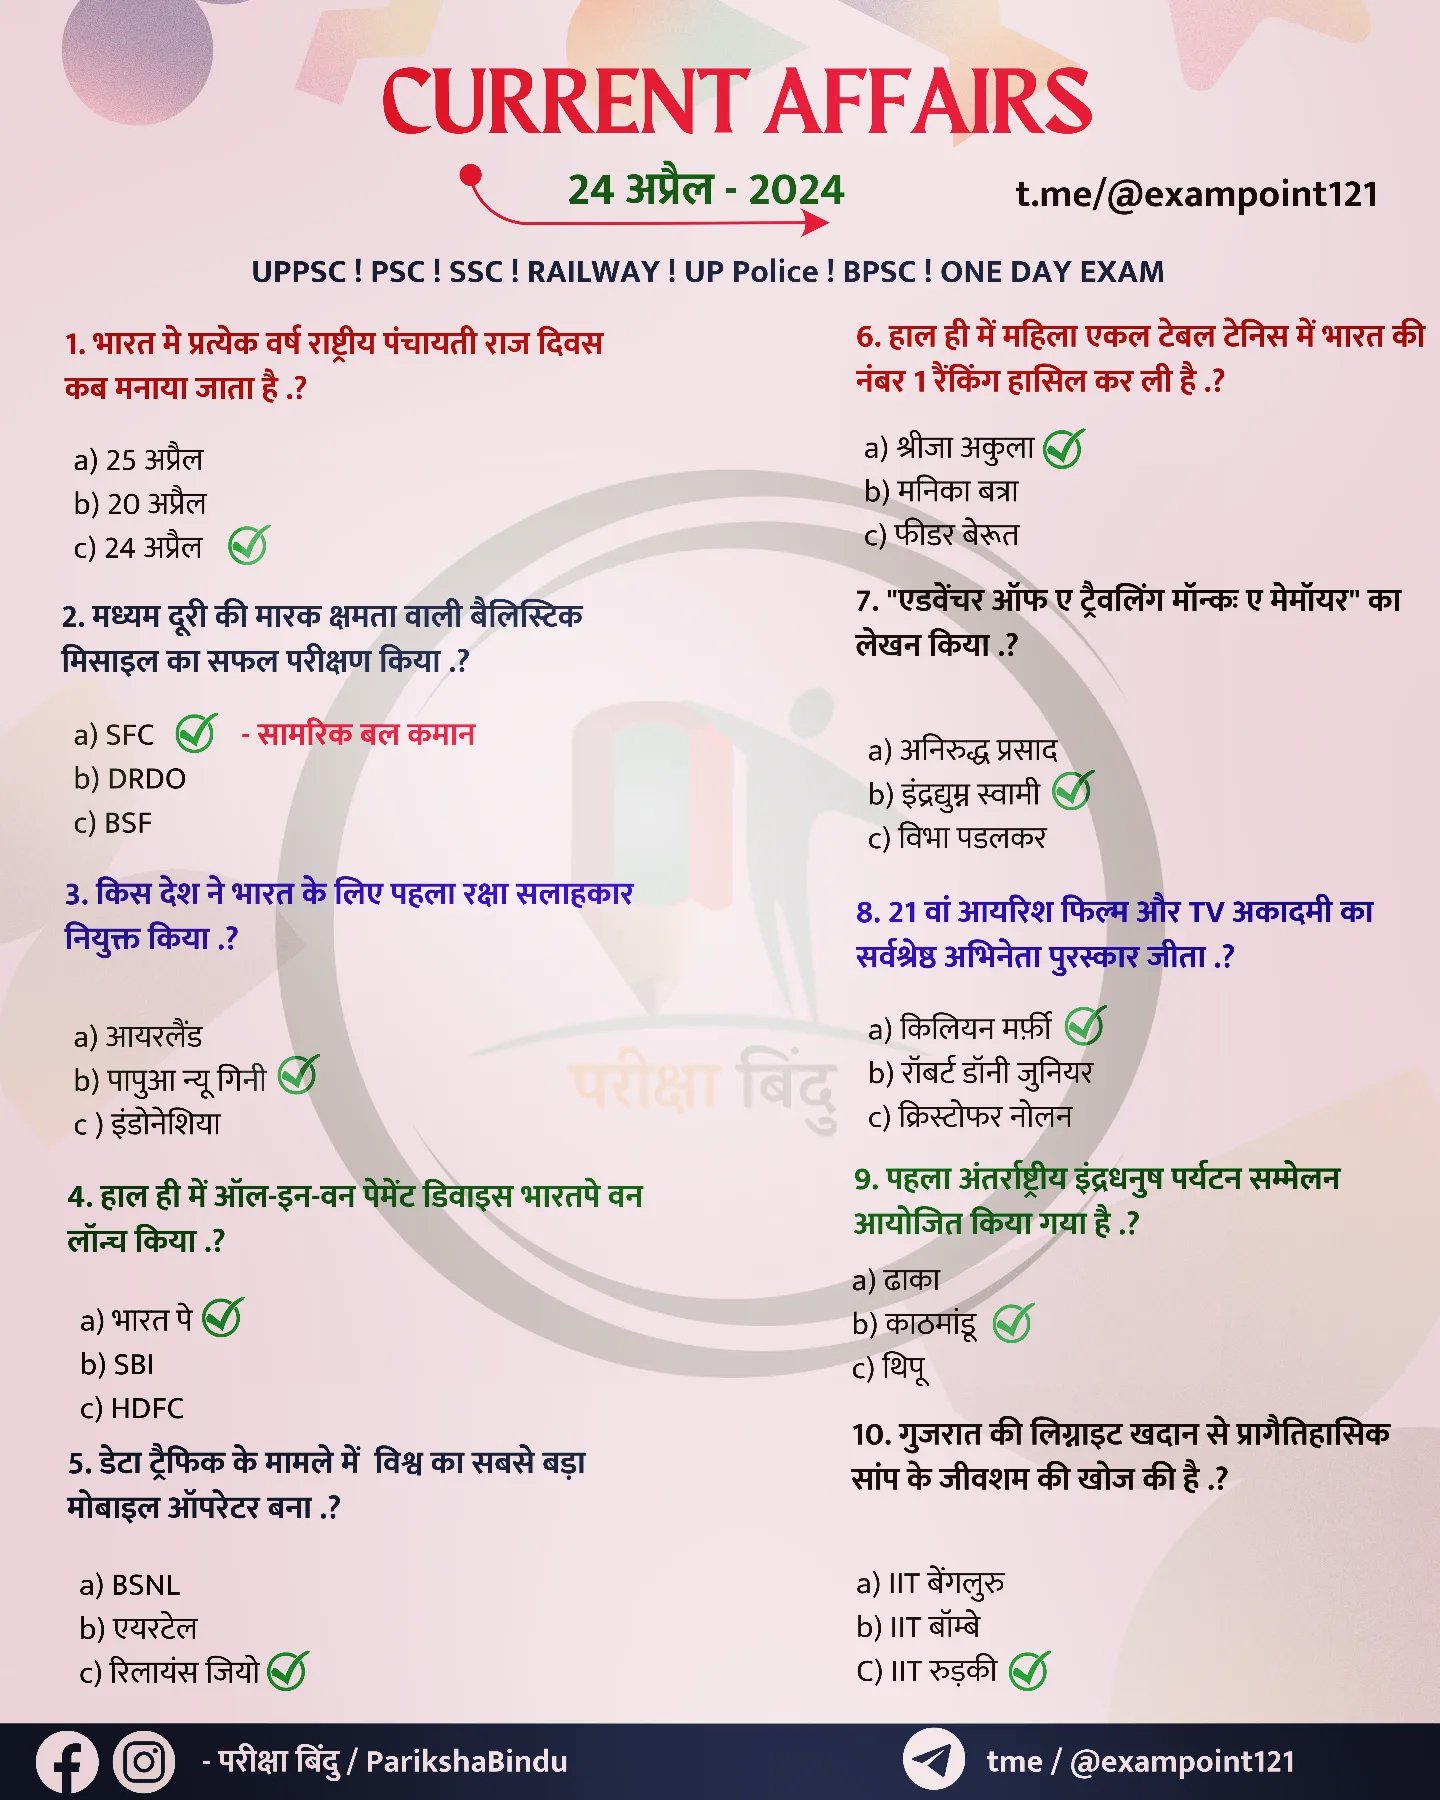 CURRENT AFFAIRS
24 अप्रैल - 2024
t.me/@exampoint121
UPPSC ! PSC ! SSC ! RAILWAY ! UP Police ! BPSC ! ONE DAY EXAM
1. भारत मे प्रत्येक वर्ष राष्ट्रीय पंचायती राज दिवस
कब मनाया जाता है .?
a) 25 अप्रैल
b) 20 अप्रैल
c) 24 अप्रैल
2. मध्यम दूरी की मारक क्षमता वाली बैलिस्टिक
मिसाइल का सफल परीक्षण किया .?
a) SFC - सामरिक बल कमान
b) DRDO
c) BSF
3. किस देश ने भारत के लिए पहला रक्षा सलाहकार
नियुक्त किया .?
a) आयरलैंड
b) पापुआ न्यू गिनी
c ) इंडोनेशिया
4. हाल ही में ऑल-इन-वन पेमेंट डिवाइस भारतपे वन
लॉन्च किया .?
a) भारत पे
b) SBI
c) HDFC
5. डेटा ट्रैफिक के मामले में विश्व का सबसे बड़ा
मोबाइल ऑपरेटर बना .?
a) BSNL
b) एयरटेल
c) रिलायंस जियो
6. हाल ही में महिला एकल टेबल टेनिस में भारत की
नंबर 1 रैंकिंग हासिल कर ली है .?
a) श्रीजा अकुला
b) मनिका बत्रा
c) फीडर बेरूत
7. "एडवेंचर ऑफ ए ट्रैवलिंग मॉन्कः ए मेमॉयर" का
लेखन किया .?
a) अनिरुद्ध प्रसाद
b) इंद्रद्युम्न स्वामी
c) विभा पडलकर
8. 21 वां आयरिश फिल्म और TV अकादमी का
सर्वश्रेष्ठ अभिनेता पुरस्कार जीता .?
a) किलियन मर्फ़ी
b) रॉबर्ट डॉनी जुनियर
c) क्रिस्टोफर नोलन
9. पहला अंतर्राष्ट्रीय इंद्रधनुष पर्यटन सम्मेलन
आयोजित किया गया है .?
a) ढाका
b) काठमांडू
c) थिपू
10. गुजरात की लिग्नाइट खदान से प्रागैतिहासिक
सांप के जीवशम की खोज की है .?
a) IIT बेंगलुरु
b) IIT बॉम्बे
C) IIT रुड़की
परीक्षा बिंदु
- परीक्षा बिंदु / ParikshaBindu
tme / @exampoint121